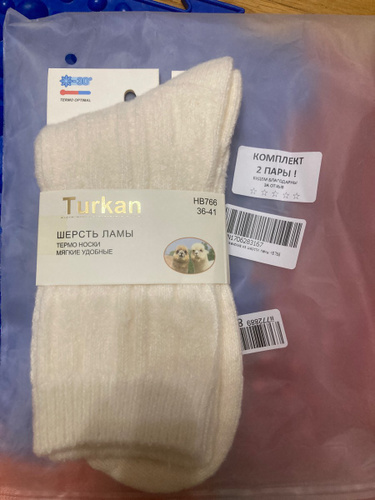 -30°
TERMO OPTIMAL
Turkan
HB766
36-41
ШЕРСТЬ ЛАМЫ
ТЕРМО НОСКИ
МЯГКИЕ УДОБНЫЕ
КОМПЛЕКТ
2 ПАРЫ !
БУДЕМ БЛАГОДАРНЫ
ЗА ОТЗЫВ